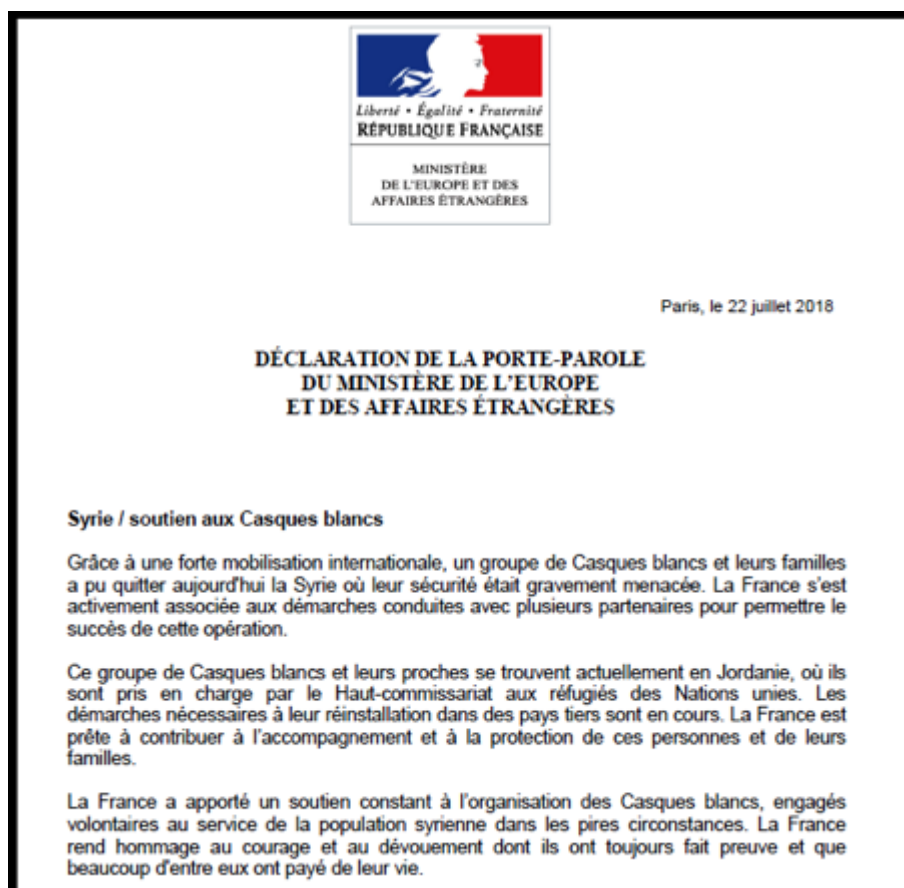 Liberté • Égalité • Fraternité
RÉPUBLIQUE FRANÇAISE
MINISTÈRE
DE L'EUROPE ET DES
AFFAIRES ÉTRANGÈRES
Paris, le 22 juillet 2018
DÉCLARATION DE LA PORTE-PAROLE
DU MINISTÈRE DE L'EUROPE
ET DES AFFAIRES ÉTRANGÈRES
Syrie / soutien aux Casques blancs
Grâce à une forte mobilisation internationale, un groupe de Casques blancs et leurs familles
a pu quitter aujourd'hui la Syrie où leur sécurité était gravement menacée. La France s'est
activement associée aux démarches conduites avec plusieurs partenaires pour permettre le
succès de cette opération.
Ce groupe de Casques blancs et leurs proches se trouvent actuellement en Jordanie, où ils
sont pris en charge par le Haut-commissariat aux réfugiés des Nations unies. Les
démarches nécessaires à leur réinstallation dans des pays tiers sont en cours. La France est
prête à contribuer à l'accompagnement et à la protection de ces personnes et de leurs
familles.
La France a apporté un soutien constant à l'organisation des Casques blancs, engagés
volontaires au service de la population syrienne dans les pires circonstances. La France
rend hommage au courage et au dévouement dont ils ont toujours fait preuve et que
beaucoup d'entre eux ont payé de leur vie.